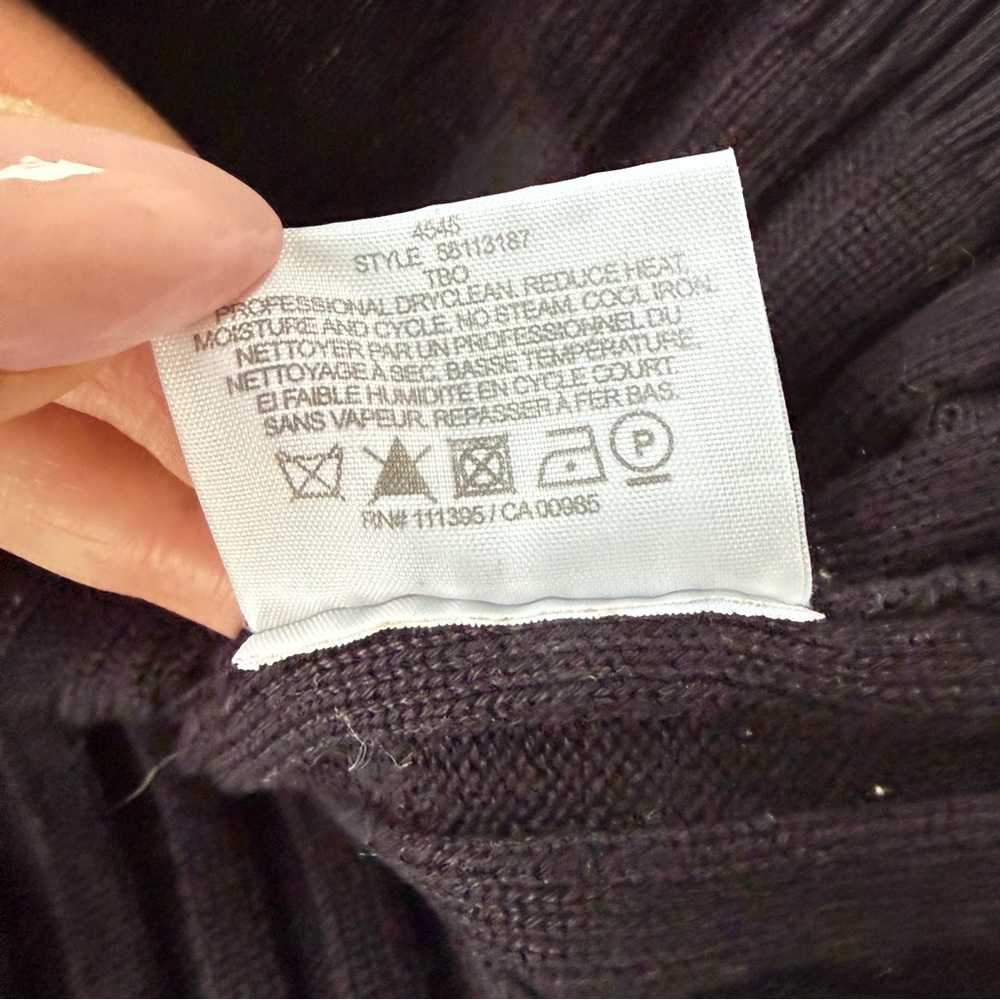 4545
STYLE 58113187
TBO
PROFESSIONAL DRYCLEAN. REDUCE HEAT,
MOISTURE AND CYCLE, NO STEAM. COOL IRON.
NETTOYER PAR UN PROFESSIONNEL DU
NETTOYAGE À SEC. BASSE TEMPÉRATURE.
EI FAIBLE HUMIDITÉ EN CYCLE COURT.
SANS VAPEUR. REPASSER À FER BAS.
P
RN# 111395 / CA 00985